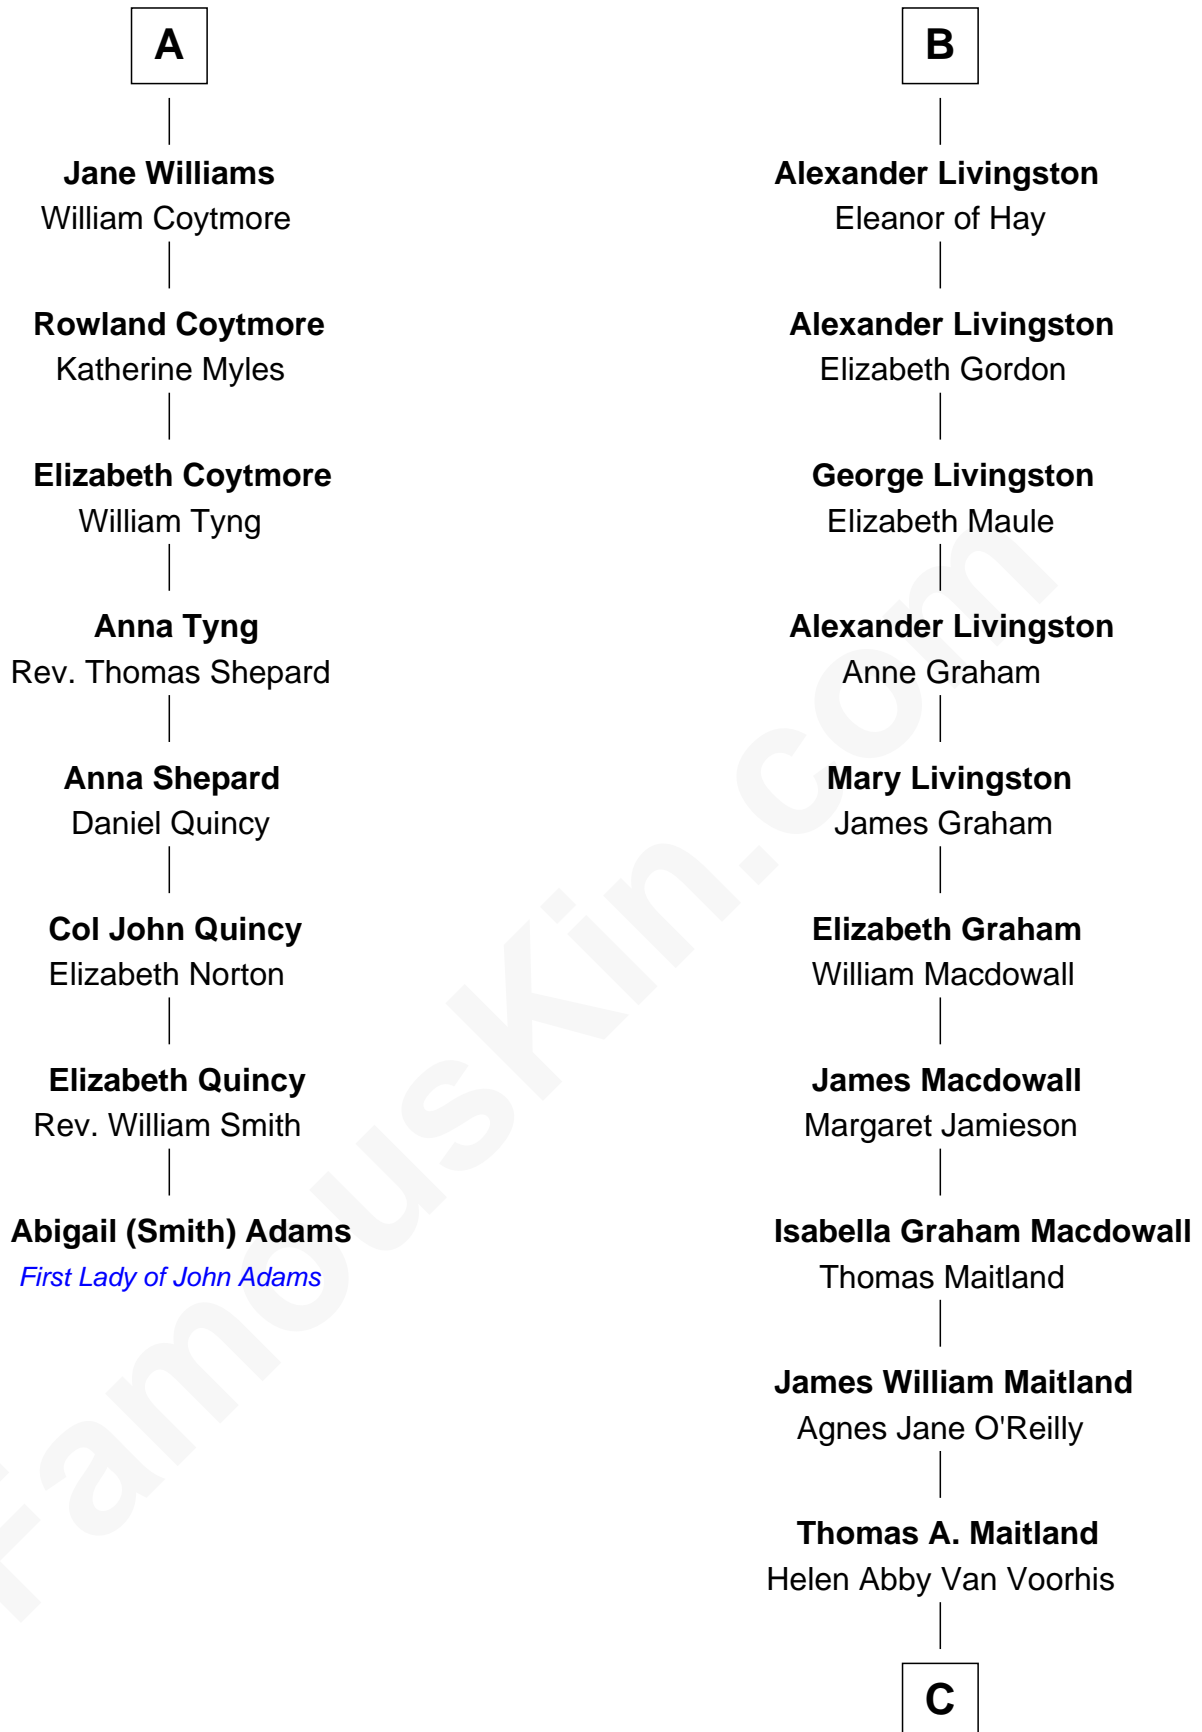 A
Jane Williams
William Coytmore
Rowland Coytmore
Katherine Myles
Elizabeth Coytmore
William Tyng
Anna Tyng
Rev. Thomas Shepard
Anna Shepard
Daniel Quincy
Col John Quincy
Elizabeth Norton
Elizabeth Quincy
Rev. William Smith
Abigail (Smith) Adams
First Lady of John Adams
B
Alexander Livingston
Eleanor of Hay
Alexander Livingston
Elizabeth Gordon
George Livingston
Elizabeth Maule
Alexander Livingston
Anne Graham
Mary Livingston
James Graham
Elizabeth Graham
William Macdowall
James Macdowall
Margaret Jamieson
Isabella Graham Macdowall
Thomas Maitland
James William Maitland
Agnes Jane O'Reilly
Thomas A. Maitland
Helen Abby Van Voorhis
C
FamousKin.com